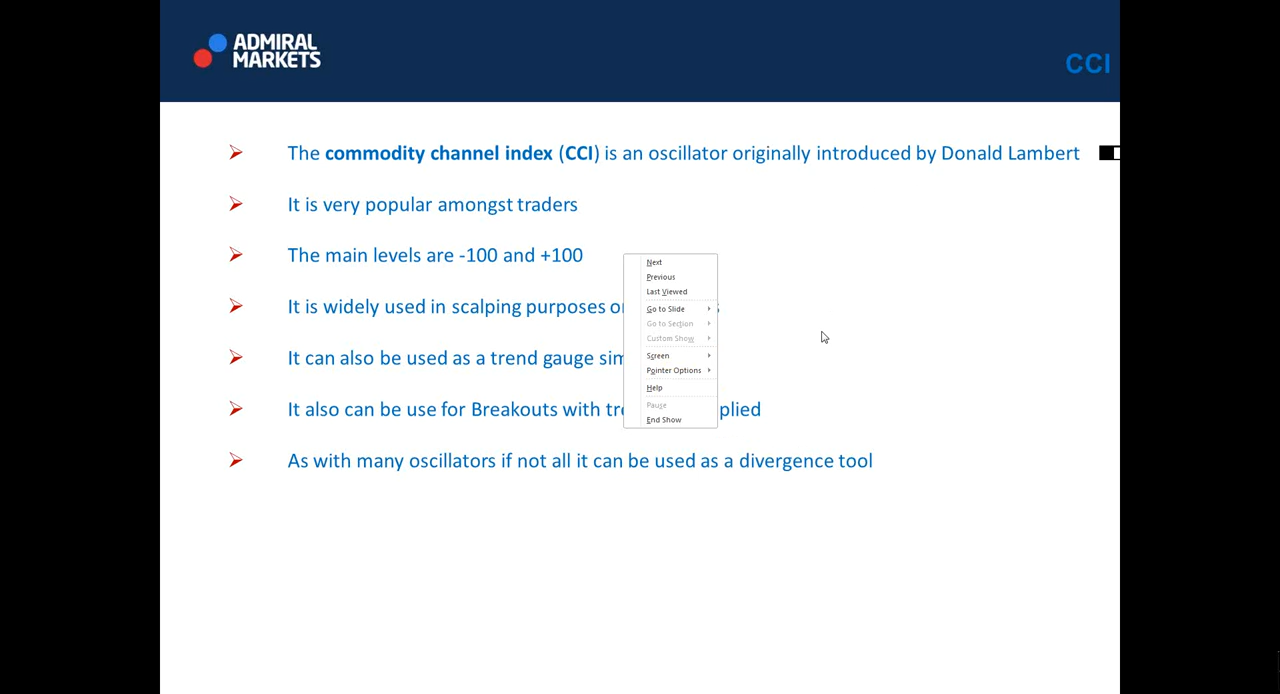 ADMIRAL
MARKETS
CCI
The commodity channel index (CCI) is an oscillator originally introduced by Donald Lambert
It is very popular amongst traders
The main levels are -100 and +100
It is widely used in scalping purposes
It can also be used as a trend gauge
It also can be use for Breakouts with
As with many oscillators if not all it can be used as a divergence tool
Next
Previous
Last Viewed
Go to Slide
Go to Section
Custom Show
Screen
Pointer Options
Help
Pause
End Show